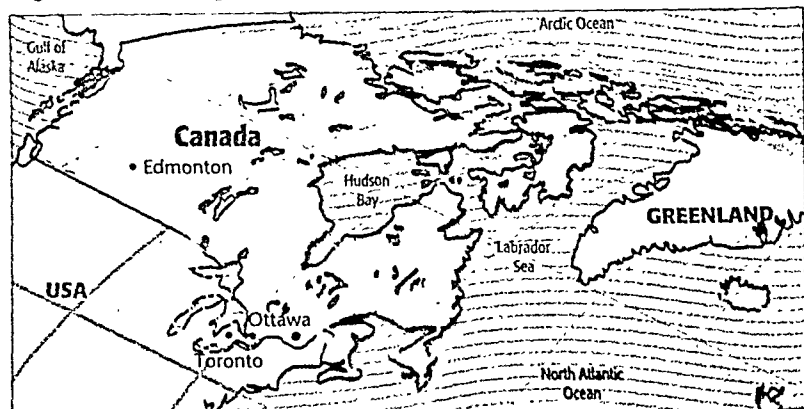 Arctic Ocean
Gulf of
Alaska
Canada
Edmonton
Hudson
Bay
GREENLAND
Labrador
Sea
USA
Ottawa
Toronto
North Atlantic
Ocean